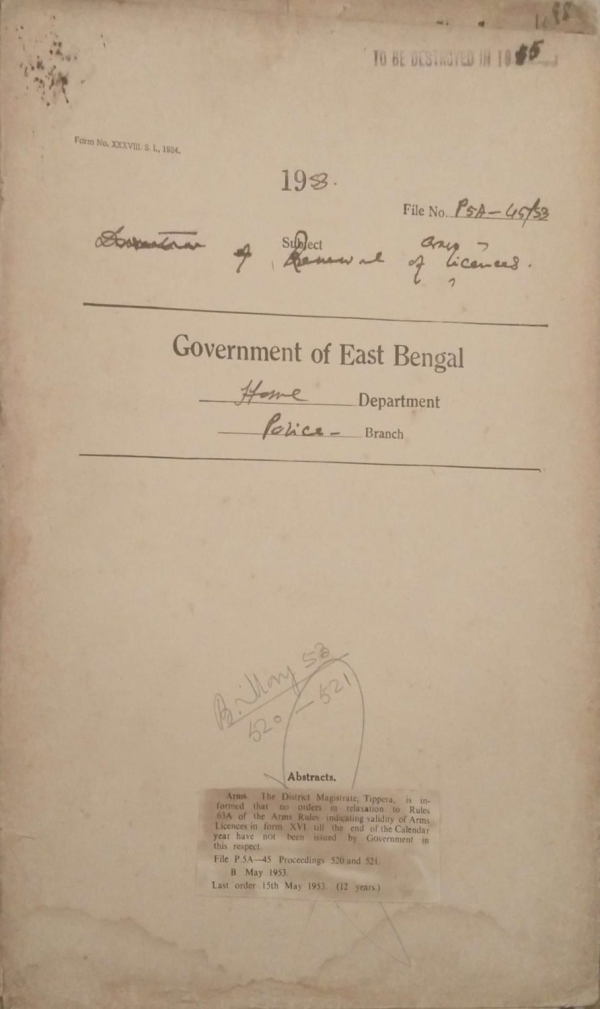 TO BE DESTROYED IN 19 65
Form No. XXXVIII. S. I., 1934.
1953.
File No. P5A-45/53
Subject
of Renewal of Arms licences.
Government of East Bengal
Home Department
Police - Branch
B. May 53
520 - 521
Abstracts.
Arms. The District Magistrate, Tippera, is in-
formed that no orders in relaxation to Rules
63A of the Arms Rules indicating validity of Arms
Licences in form XVI till the end of the Calendar
year have not been issued by Government in
this respect.
File P.5A—45 Proceedings 520 and 521.
B. May 1953.
Last order 15th May 1953. (12 years.)